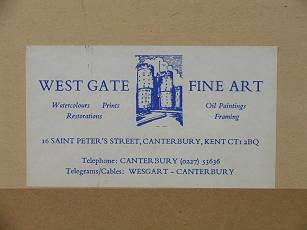 WEST GATE FINE ART
Watercolours Prints Oil Paintings
Restorations Framing
16 SAINT PETER'S STREET, CANTERBURY, KENT CT1 2BQ
Telephone: CANTERBURY (0227) 53636
Telegrams/Cables: WESGART - CANTERBURY